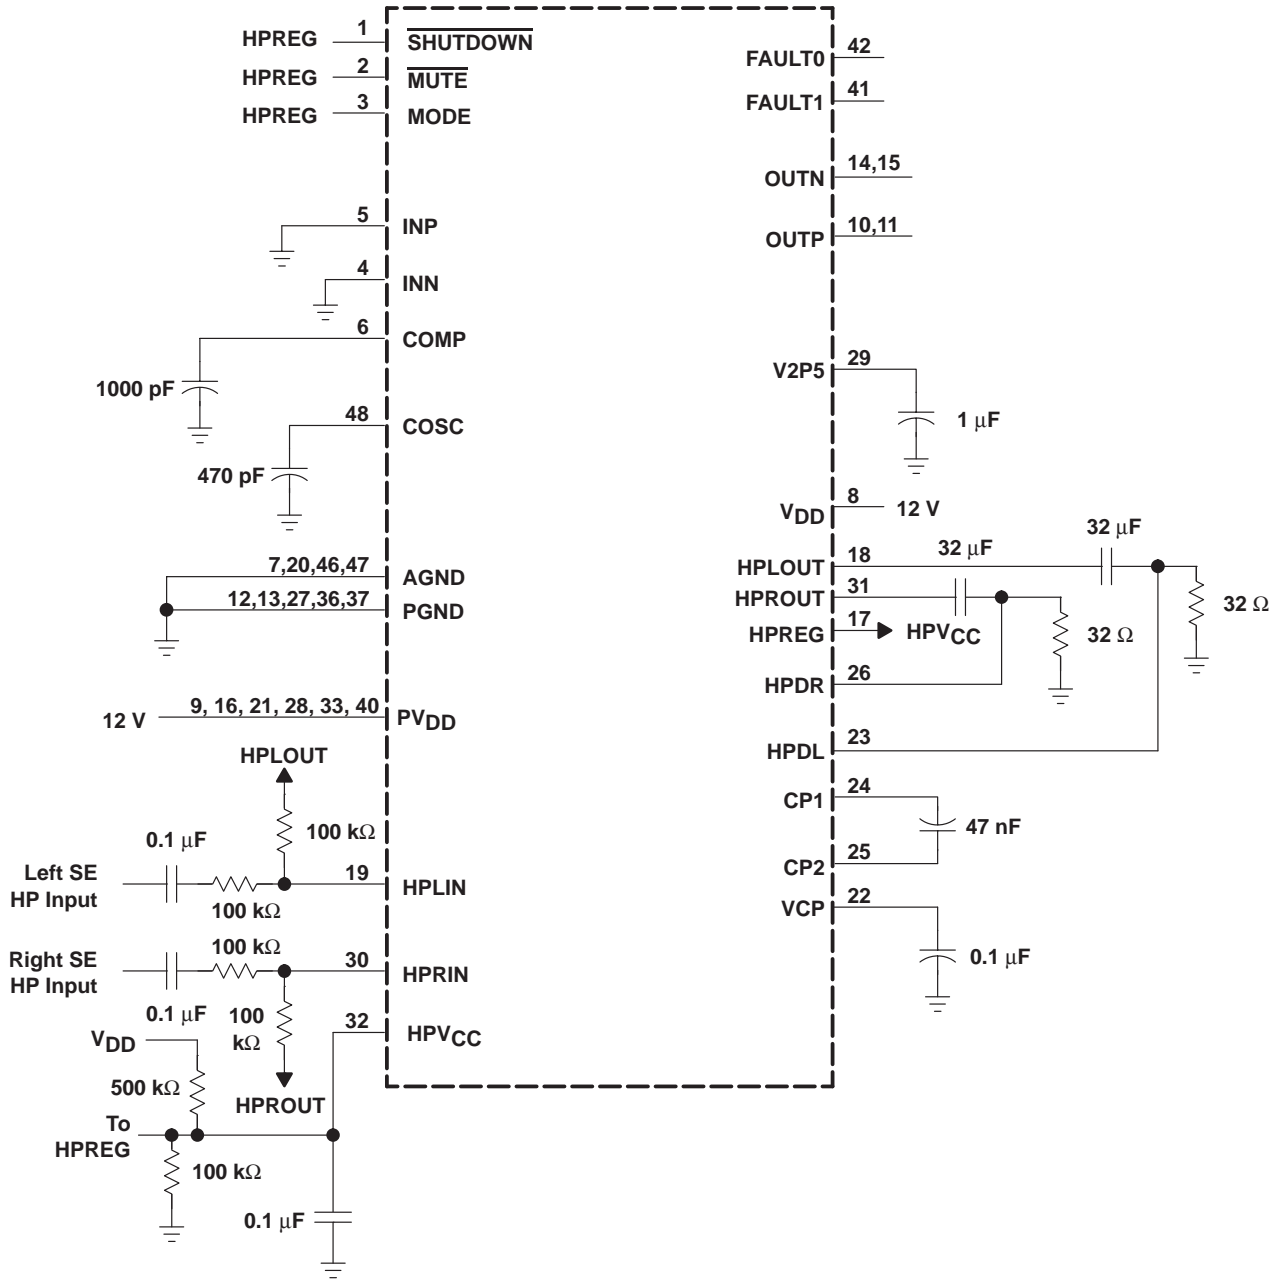 HPREG 1 SHUTDOWN
HPREG 2 MUTE
HPREG 3 MODE
5 INP
4 INN
6 COMP
1000 pF
48 COSC
470 pF
7,20,46,47 AGND
12,13,27,36,37 PGND
12 V 9, 16, 21, 28, 33, 40 PVDD
HPLOUT
100 kΩ
0.1 μF
Left SE
HP Input
100 kΩ
19 HPLIN
100 kΩ
Right SE
HP Input
0.1 μF
30 HPRIN
100
kΩ
HPROUT
32 HPVCC
VDD
500 kΩ
To
HPREG
100 kΩ
0.1 μF
FAULT0 42
FAULT1 41
OUTN 14,15
OUTP 10,11
V2P5 29
1 μF
VDD 8 12 V
HPLOUT 18
32 μF
32 Ω
HPROUT 31
32 μF
32 Ω
HPREG 17 HPVCC
HPDR 26
HPDL 23
CP1 24
47 nF
CP2 25
VCP 22
0.1 μF